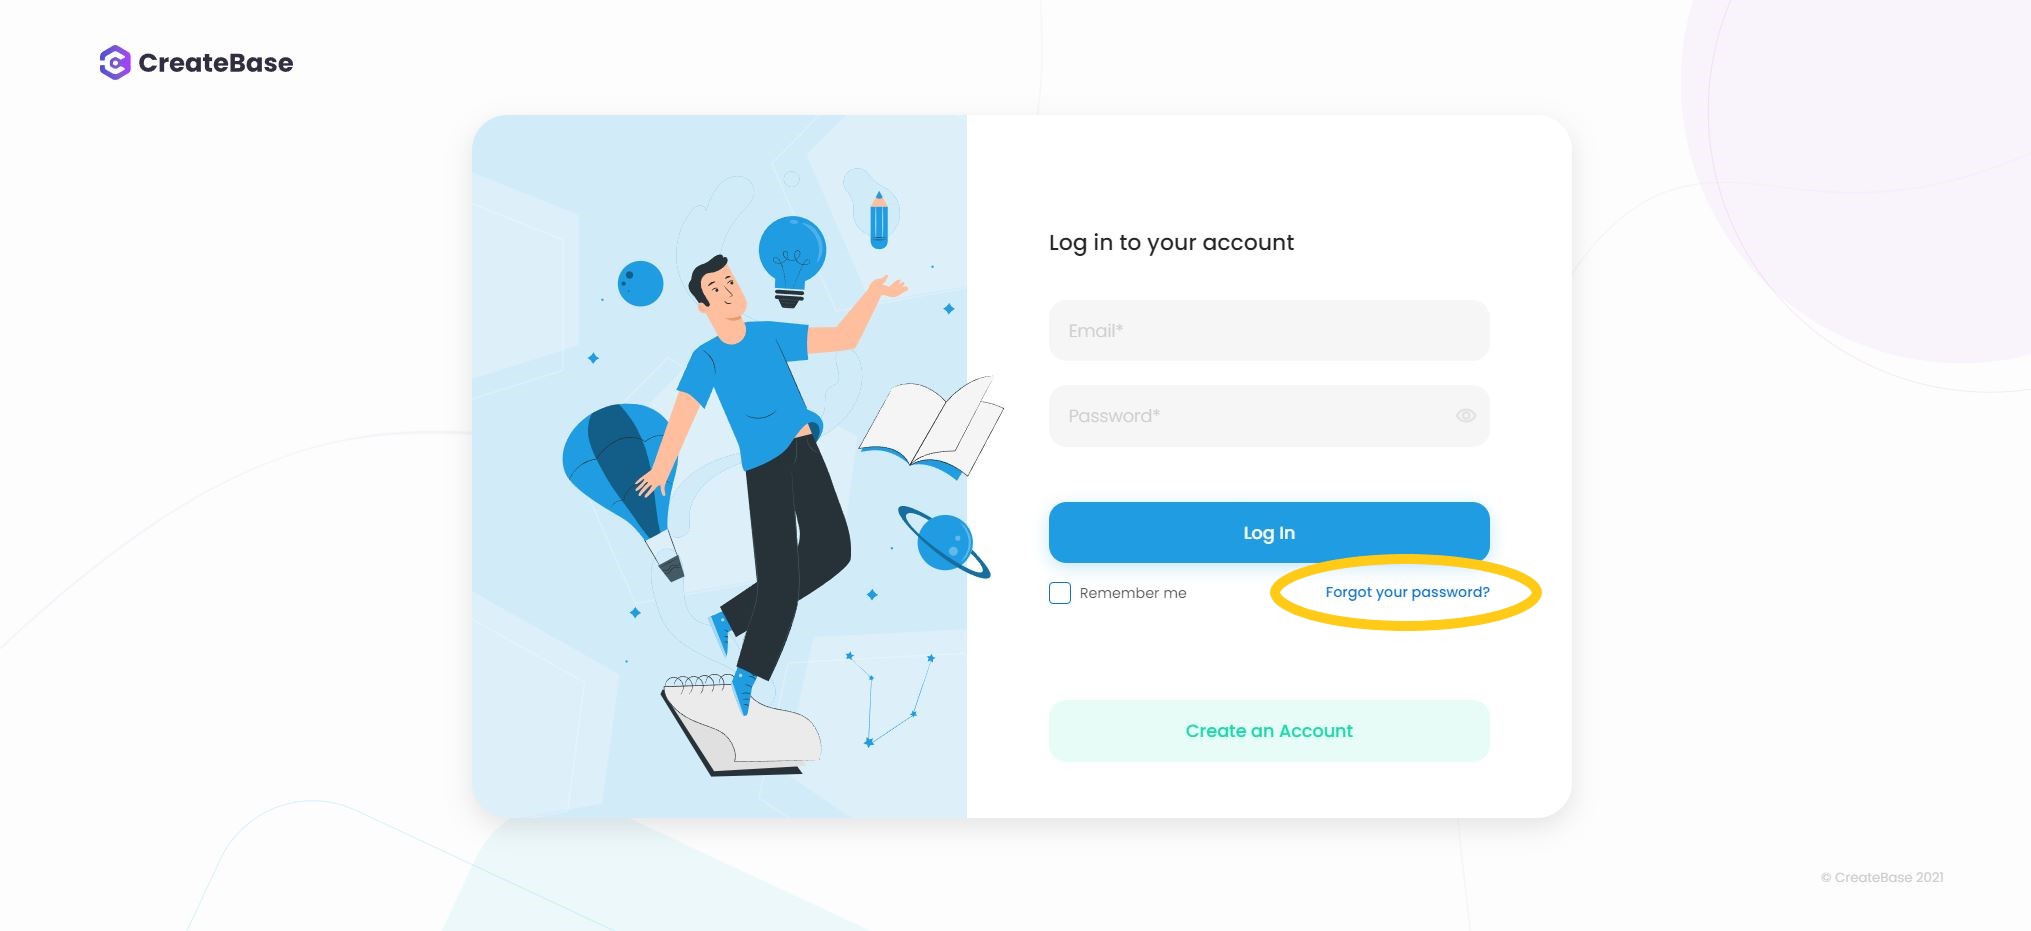 CreateBase
Log in to your account
Email*
Password*
Log In
Remember me
Forgot your password?
Create an Account
© CreateBase 2021